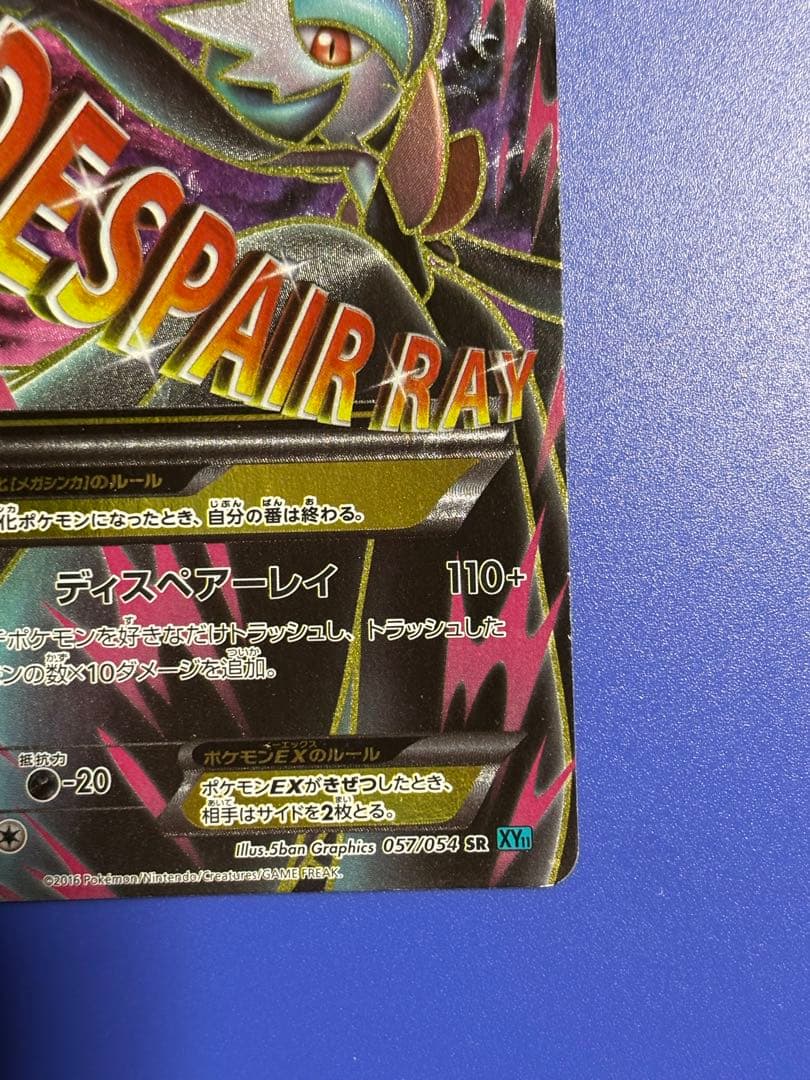 DESPAIR RAY
化[メガシンカ]のルール
化ポケモンになったとき、自分の番は終わる。
ディスペアーレイ 110+
チポケモンを好きなだけトラッシュし、トラッシュした
ンの数×10ダメージを追加。
抵抗力
-20
ポケモンEXのルール
ポケモンEXがきぜつしたとき、
相手はサイドを2枚とる。
Illus.5ban Graphics 057/054 SR XY11
©2016 Pokémon/Nintendo/Creatures/GAME FREAK.